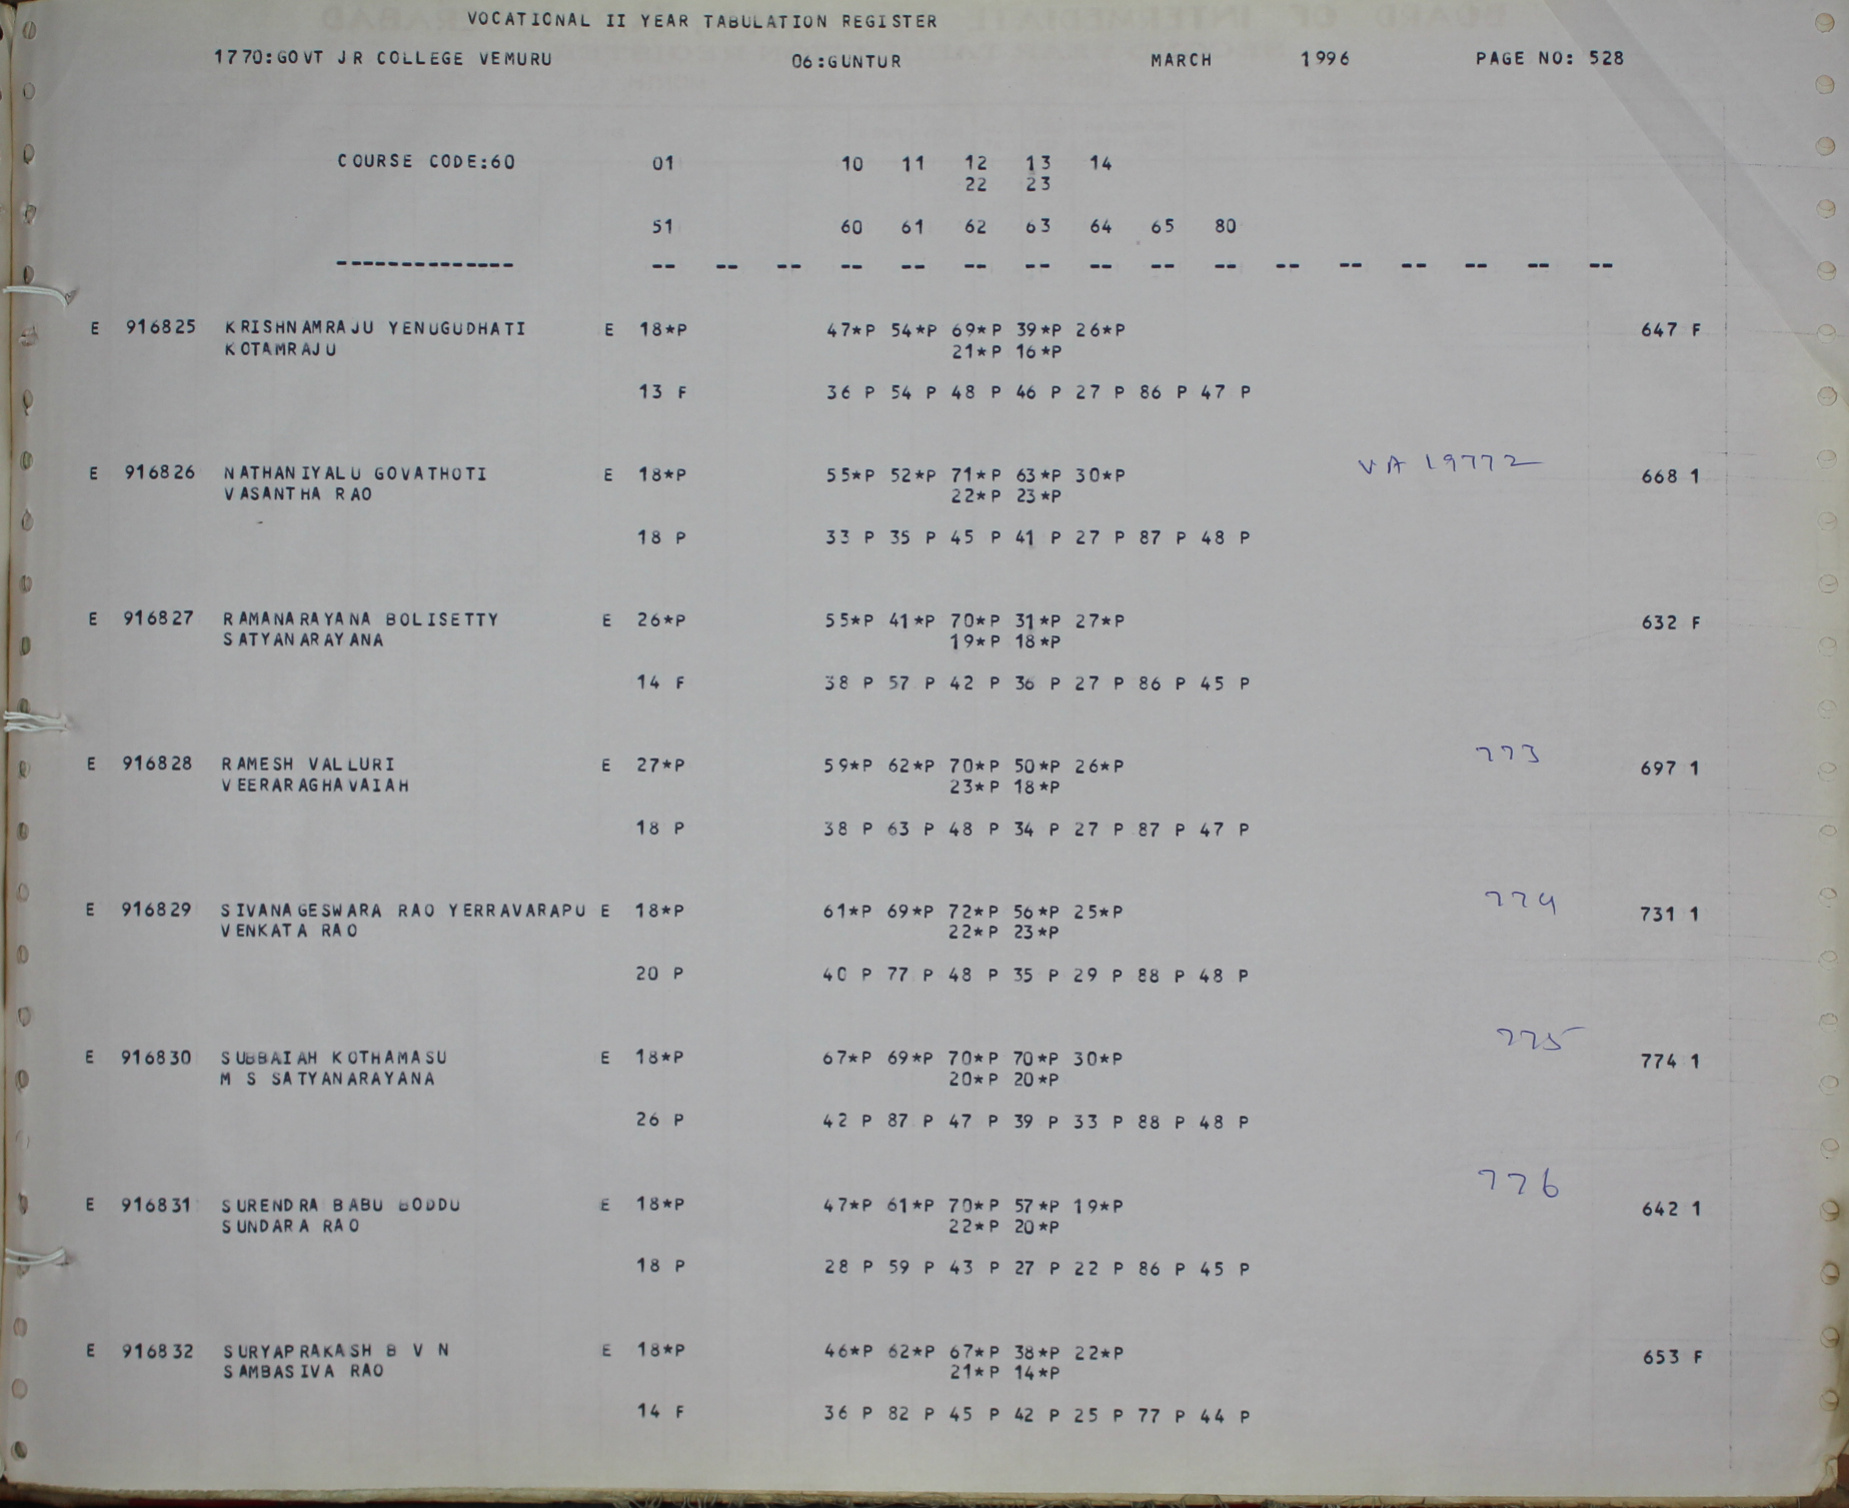 VOCATIONAL II YEAR TABULATION REGISTER
1770:GOVT JR COLLEGE VEMURU 06:GUNTUR MARCH 1996 PAGE NO: 528
COURSE CODE:60 01 10 11 12 13 14
22 23
51 60 61 62 63 64 65 80
-------------- -- -- -- -- -- -- -- -- -- -- -- -- -- -- -- --
E 916825 KRISHNAMRAJU YENUGUDHATI E 18*P 47*P 54*P 69*P 39*P 26*P 647 F
KOTAMRAJU 21*P 16*P
13 F 36 P 54 P 48 P 46 P 27 P 86 P 47 P
VA 19772
E 916826 NATHANIYALU GOVATHOTI E 18*P 55*P 52*P 71*P 63*P 30*P 668 1
VASANTHA RAO 22*P 23*P
18 P 33 P 35 P 45 P 41 P 27 P 87 P 48 P
E 916827 RAMANARAYANA BOLISETTY E 26*P 55*P 41*P 70*P 31*P 27*P 632 F
SATYANARAYANA 19*P 18*P
14 F 38 P 57 P 42 P 36 P 27 P 86 P 45 P
773
E 916828 RAMESH VALLURI E 27*P 59*P 62*P 70*P 50*P 26*P 697 1
VEERARAGHAVAIAH 23*P 18*P
18 P 38 P 63 P 48 P 34 P 27 P 87 P 47 P
774
E 916829 SIVANAGESWARA RAO YERRAVARAPU E 18*P 61*P 69*P 72*P 56*P 25*P 731 1
VENKATA RAO 22*P 23*P
20 P 40 P 77 P 48 P 35 P 29 P 88 P 48 P
775
E 916830 SUBBAIAH KOTHAMASU E 18*P 67*P 69*P 70*P 70*P 30*P 774 1
M S SATYANARAYANA 20*P 20*P
26 P 42 P 87 P 47 P 39 P 33 P 88 P 48 P
776
E 916831 SURENDRA BABU BODDU E 18*P 47*P 61*P 70*P 57*P 19*P 642 1
SUNDARA RAO 22*P 20*P
18 P 28 P 59 P 43 P 27 P 22 P 86 P 45 P
E 916832 SURYAPRAKASH B V N E 18*P 46*P 62*P 67*P 38*P 22*P 653 F
SAMBASIVA RAO 21*P 14*P
14 F 36 P 82 P 45 P 42 P 25 P 77 P 44 P